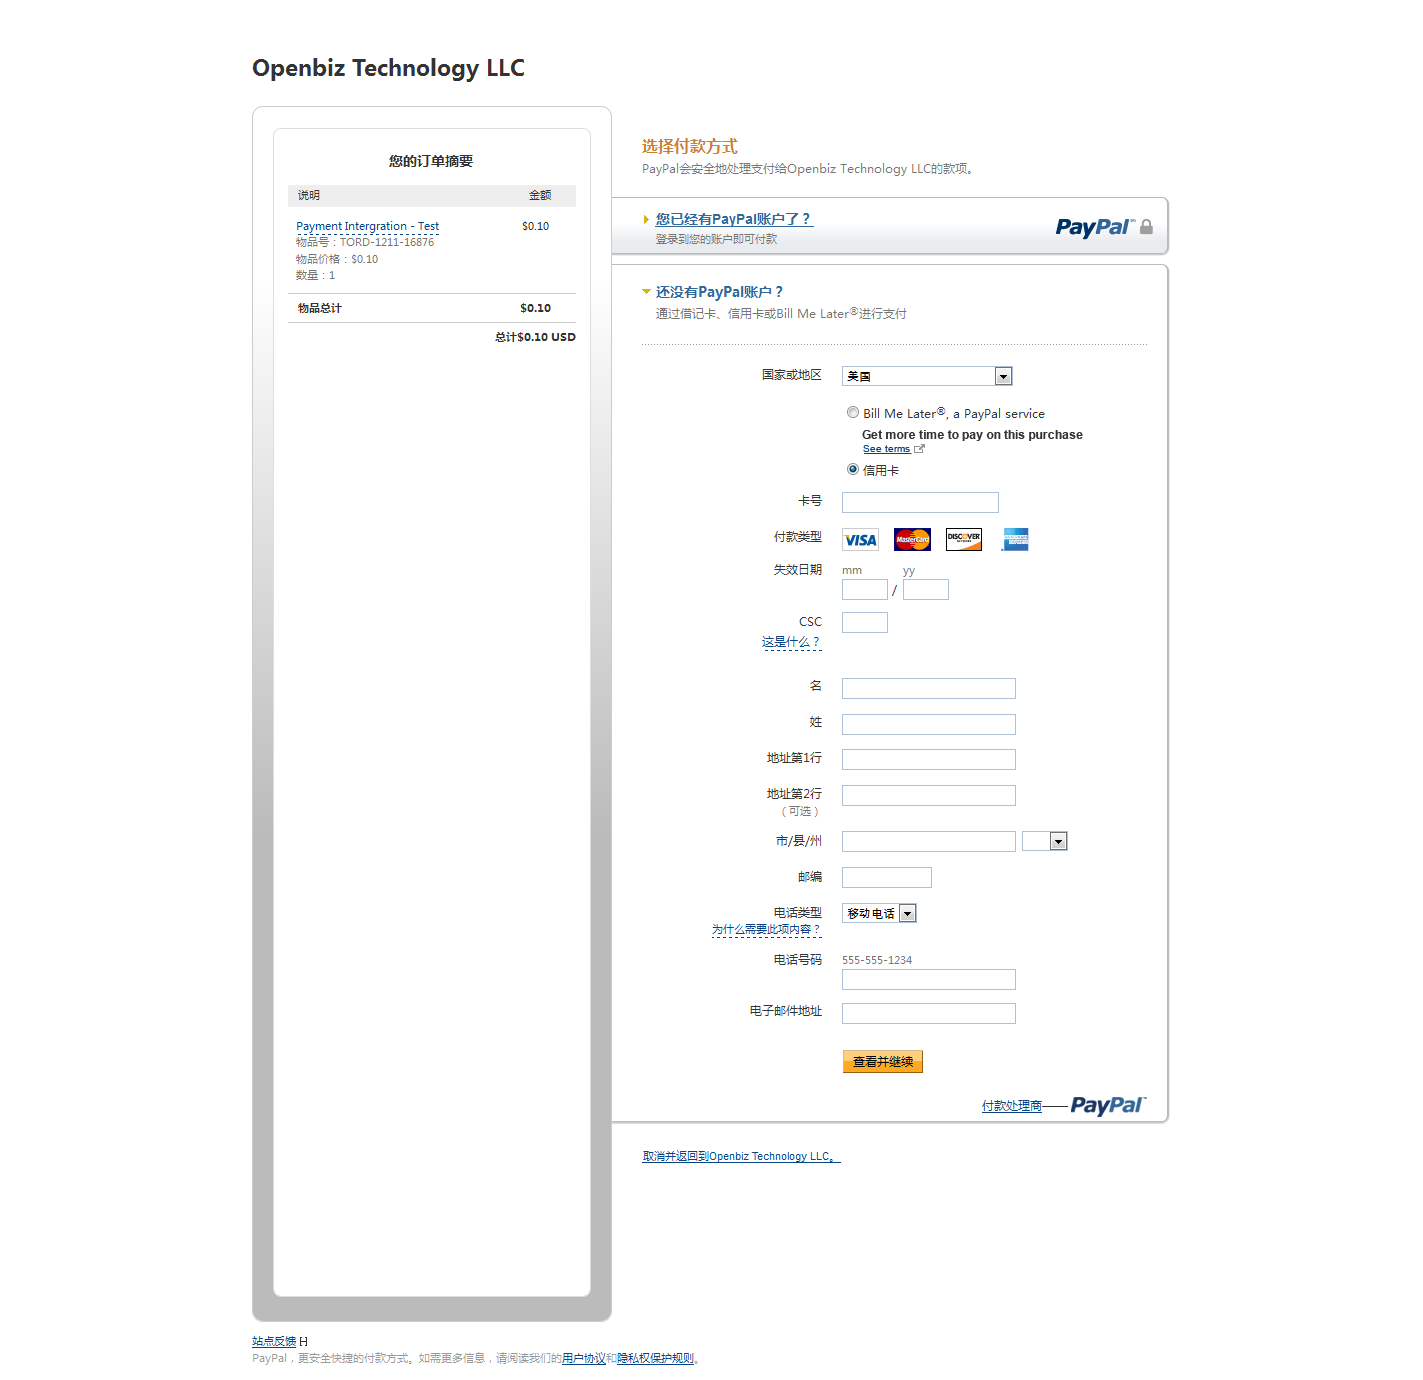 Openbiz Technology LLC
您的订单摘要
说明 金额
Payment Intergration - Test $0.10
物品号：TORD-1211-16876
物品价格：$0.10
数量：1
物品总计 $0.10
总计$0.10 USD
选择付款方式
PayPal会安全地处理支付给Openbiz Technology LLC的款项。
您已经有PayPal账户了？
登录到您的账户即可付款
PayPal™
还没有PayPal账户？
通过借记卡、信用卡或Bill Me Later®进行支付
国家或地区 美国
Bill Me Later®, a PayPal service
Get more time to pay on this purchase
See terms
信用卡
卡号
付款类型 VISA MasterCard DISCOVER NETWORK AMERICAN EXPRESS
失效日期 mm yy
/
CSC
这是什么？
名
姓
地址第1行
地址第2行
（可选）
市/县/州
邮编
电话类型 移动电话
为什么需要此项内容？
电话号码 555-555-1234
电子邮件地址
查看并继续
付款处理商—— PayPal™
取消并返回到Openbiz Technology LLC。
站点反馈 [-]
PayPal，更安全快捷的付款方式。如需更多信息，请阅读我们的用户协议和隐私权保护规则。